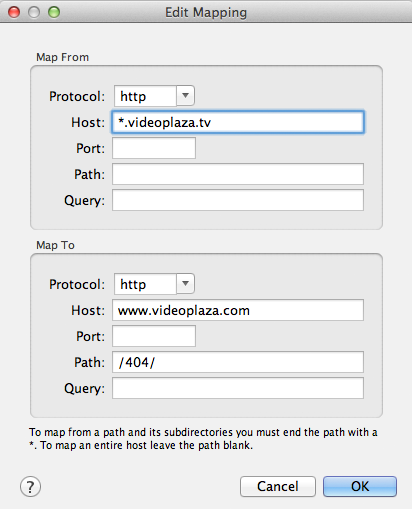 Edit Mapping
Map From
Protocol: http
Host: *.videoplaza.tv
Port:
Path:
Query:
Map To
Protocol: http
Host: www.videoplaza.com
Port:
Path: /404/
Query:
To map from a path and its subdirectories you must end the path with a
*. To map an entire host leave the path blank.
? Cancel OK